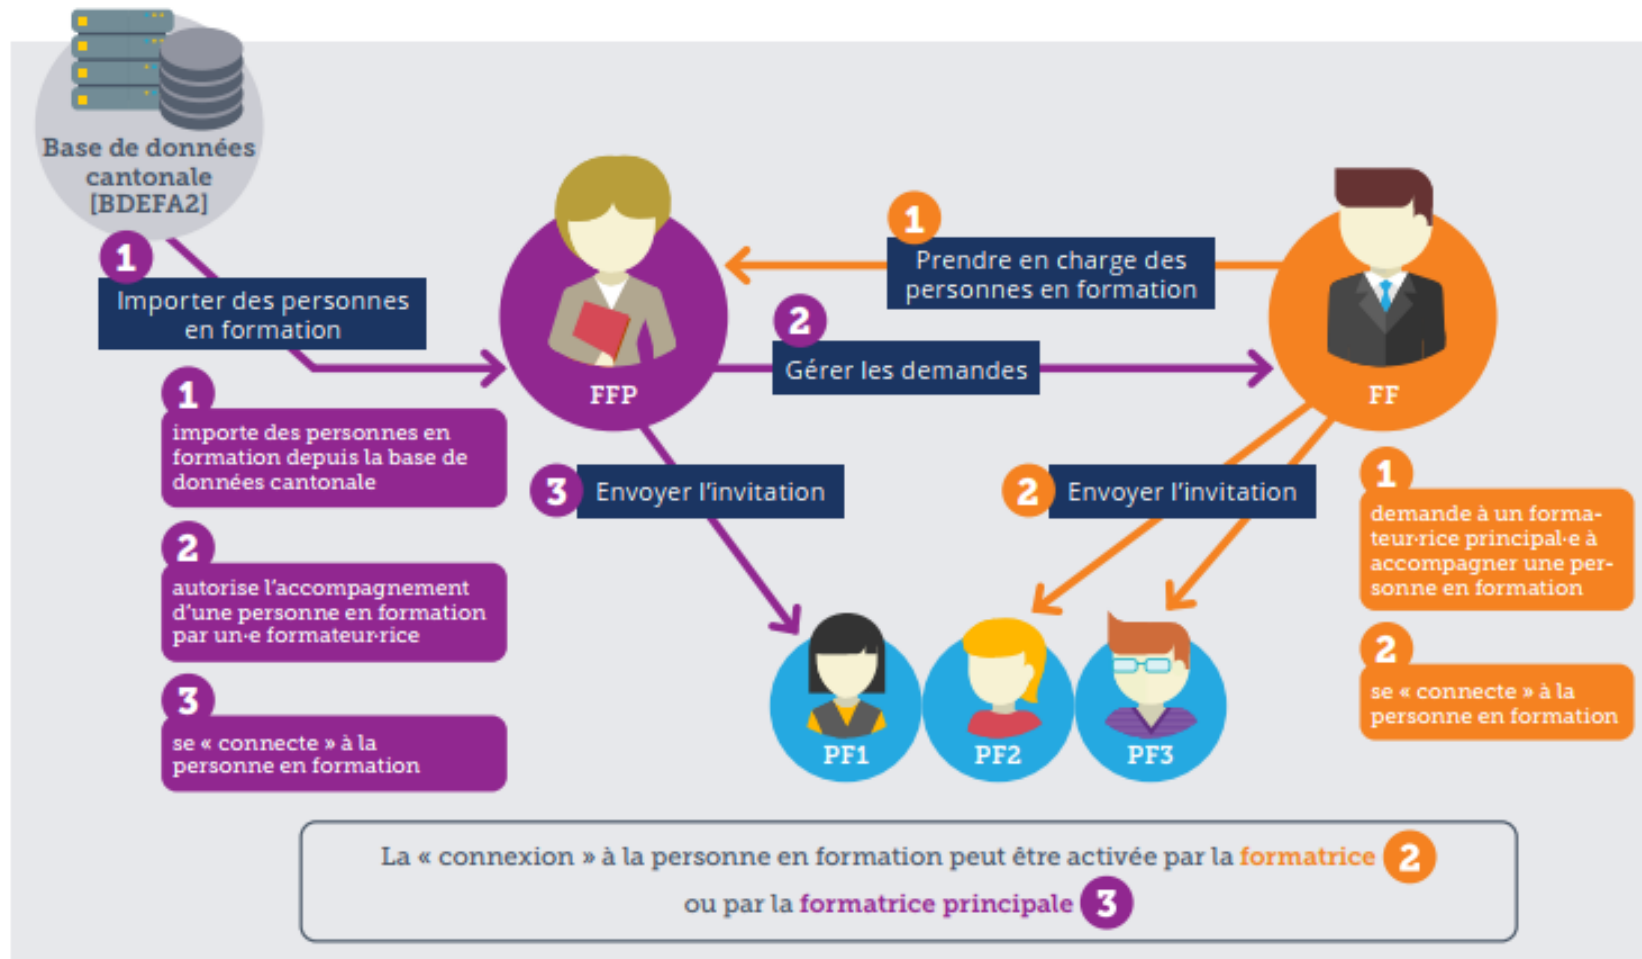 Base de données
cantonale
[BDEFA2]
1
Importer des personnes
en formation
FFP
1
Prendre en charge des
personnes en formation
2
Gérer les demandes
FF
1
importe des personnes en
formation depuis la base de
données cantonale
2
autorise l'accompagnement
d'une personne en formation
par un·e formateur·rice
3
se « connecte » à la
personne en formation
3
Envoyer l'invitation
2
Envoyer l'invitation
1
demande à un forma-
teur·rice principal·e à
accompagner une per-
sonne en formation
2
se « connecte » à la
personne en formation
PF1
PF2
PF3
La « connexion » à la personne en formation peut être activée par la formatrice 2
ou par la formatrice principale 3